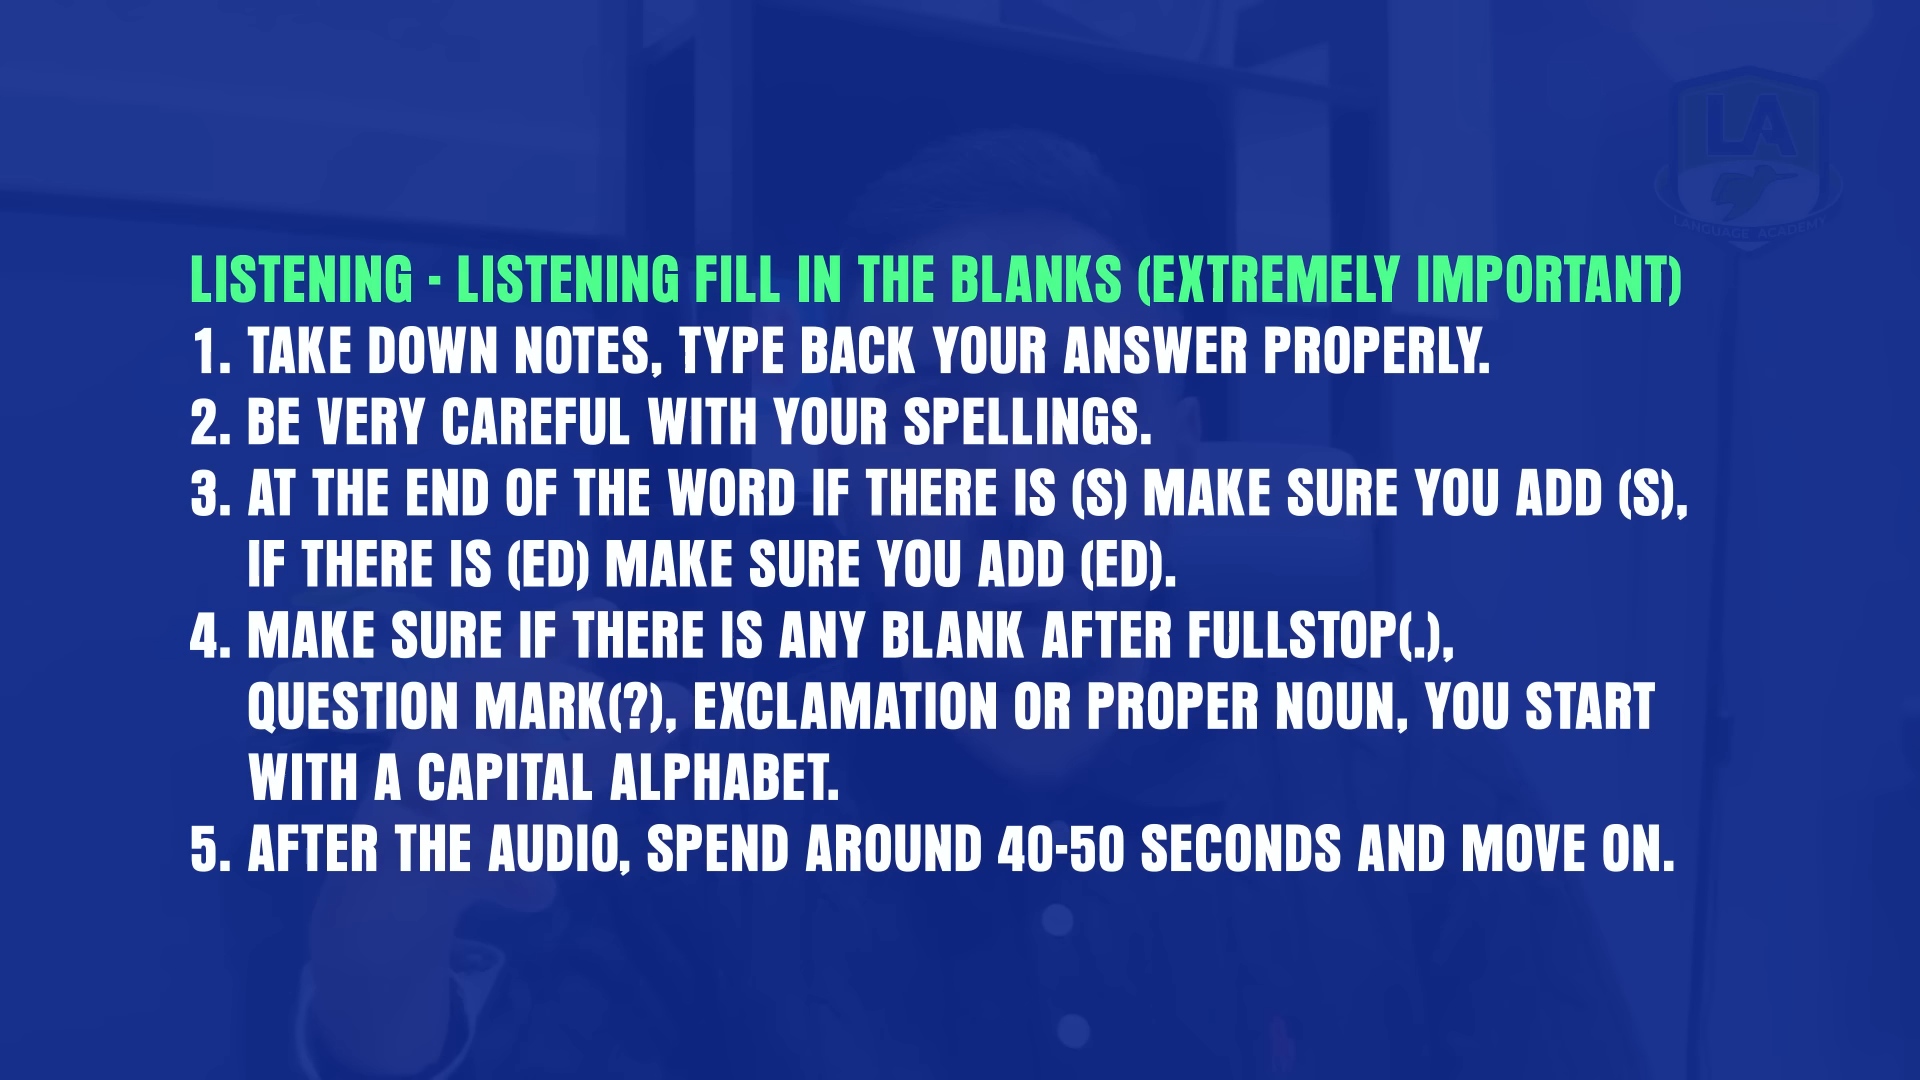 LA
LANGUAGE ACADEMY
LISTENING - LISTENING FILL IN THE BLANKS (EXTREMELY IMPORTANT)
1. TAKE DOWN NOTES, TYPE BACK YOUR ANSWER PROPERLY.
2. BE VERY CAREFUL WITH YOUR SPELLINGS.
3. AT THE END OF THE WORD IF THERE IS (S) MAKE SURE YOU ADD (S),
IF THERE IS (ED) MAKE SURE YOU ADD (ED).
4. MAKE SURE IF THERE IS ANY BLANK AFTER FULLSTOP(.),
QUESTION MARK(?), EXCLAMATION OR PROPER NOUN, YOU START
WITH A CAPITAL ALPHABET.
5. AFTER THE AUDIO, SPEND AROUND 40-50 SECONDS AND MOVE ON.